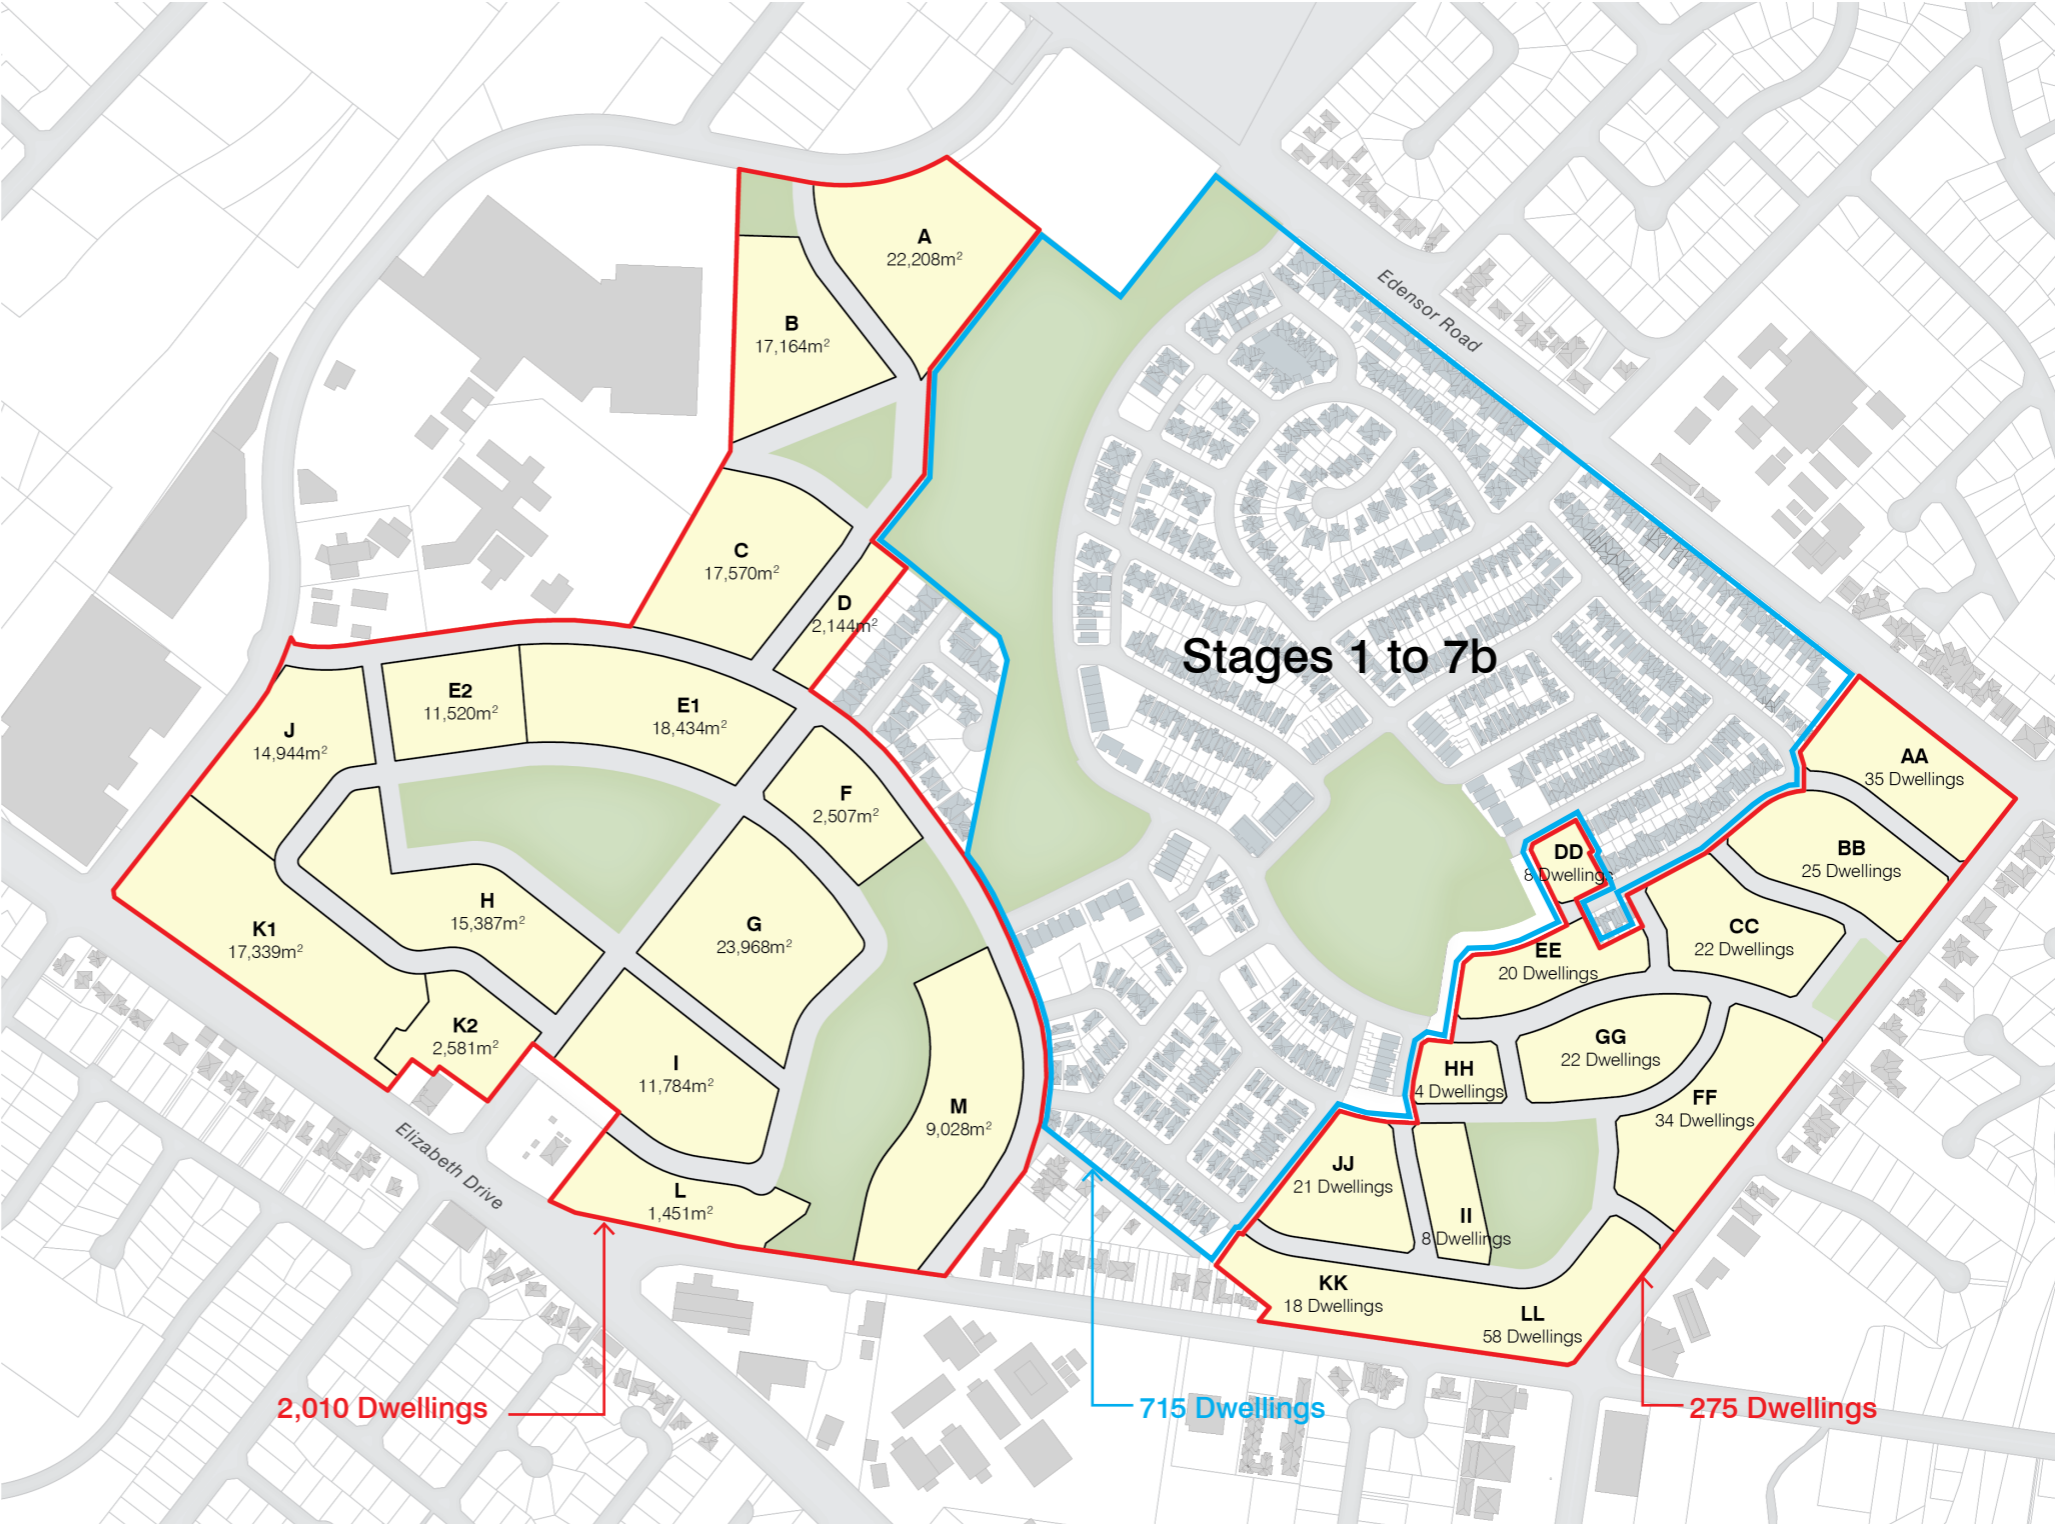 A
22,208m²
Edensor Road
B
17,164m²
C
17,570m²
D
2,144m²
Stages 1 to 7b
E2
11,520m²
E1
18,434m²
J
14,944m²
F
2,507m²
AA
35 Dwellings
BB
25 Dwellings
DD
8 Dwellings
H
15,387m²
G
23,968m²
K1
17,339m²
CC
22 Dwellings
EE
20 Dwellings
K2
2,581m²
GG
22 Dwellings
I
11,784m²
HH
4 Dwellings
M
9,028m²
FF
34 Dwellings
Elizabeth Drive
JJ
21 Dwellings
L
1,451m²
II
8 Dwellings
KK
18 Dwellings
LL
58 Dwellings
2,010 Dwellings
715 Dwellings
275 Dwellings